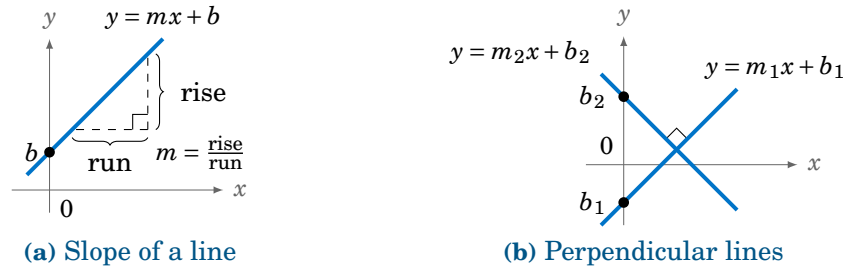 y
y = mx + b
rise
b
run
m = rise/run
x
0
(a) Slope of a line
y
y = m₂x + b₂
y = m₁x + b₁
b₂
0
x
b₁
(b) Perpendicular lines